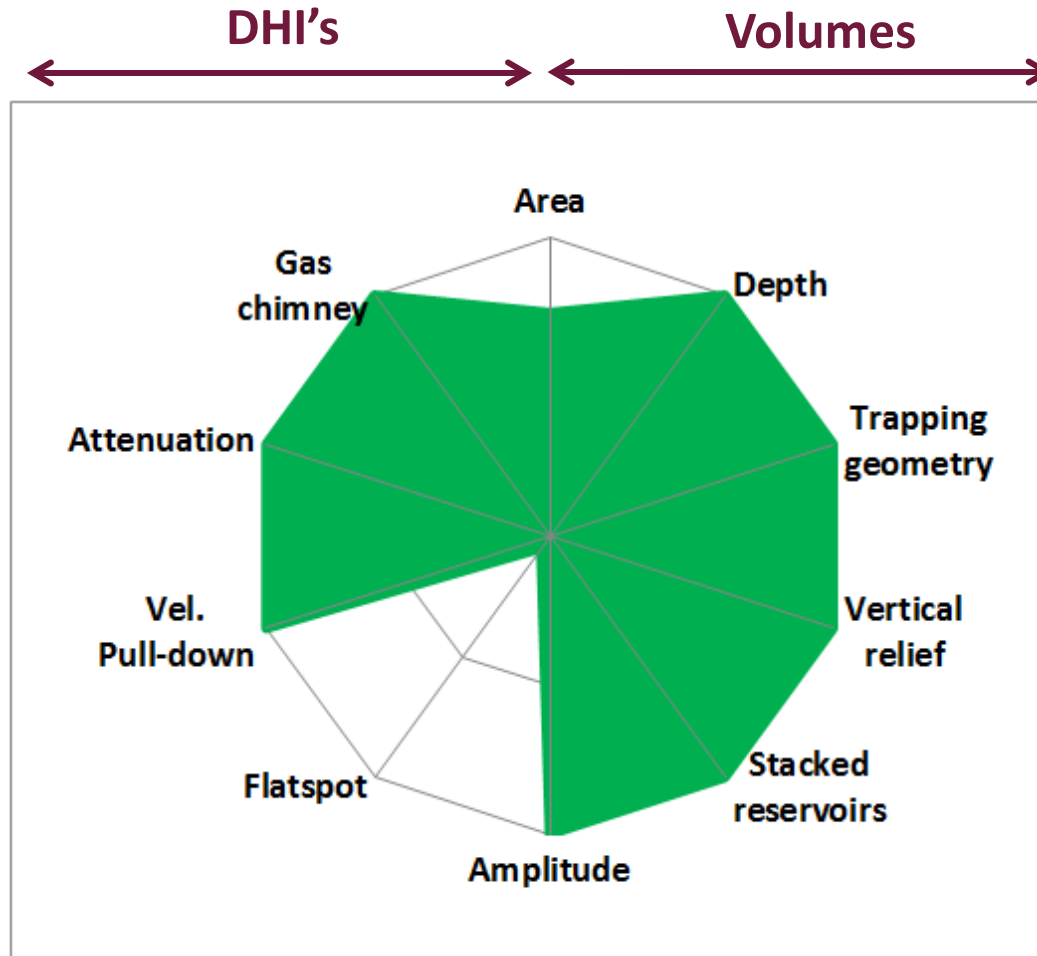 DHI's
Volumes
Area
Gas
chimney
Depth
Attenuation
Trapping
geometry
Vel.
Pull-down
Vertical
relief
Flatspot
Stacked
reservoirs
Amplitude